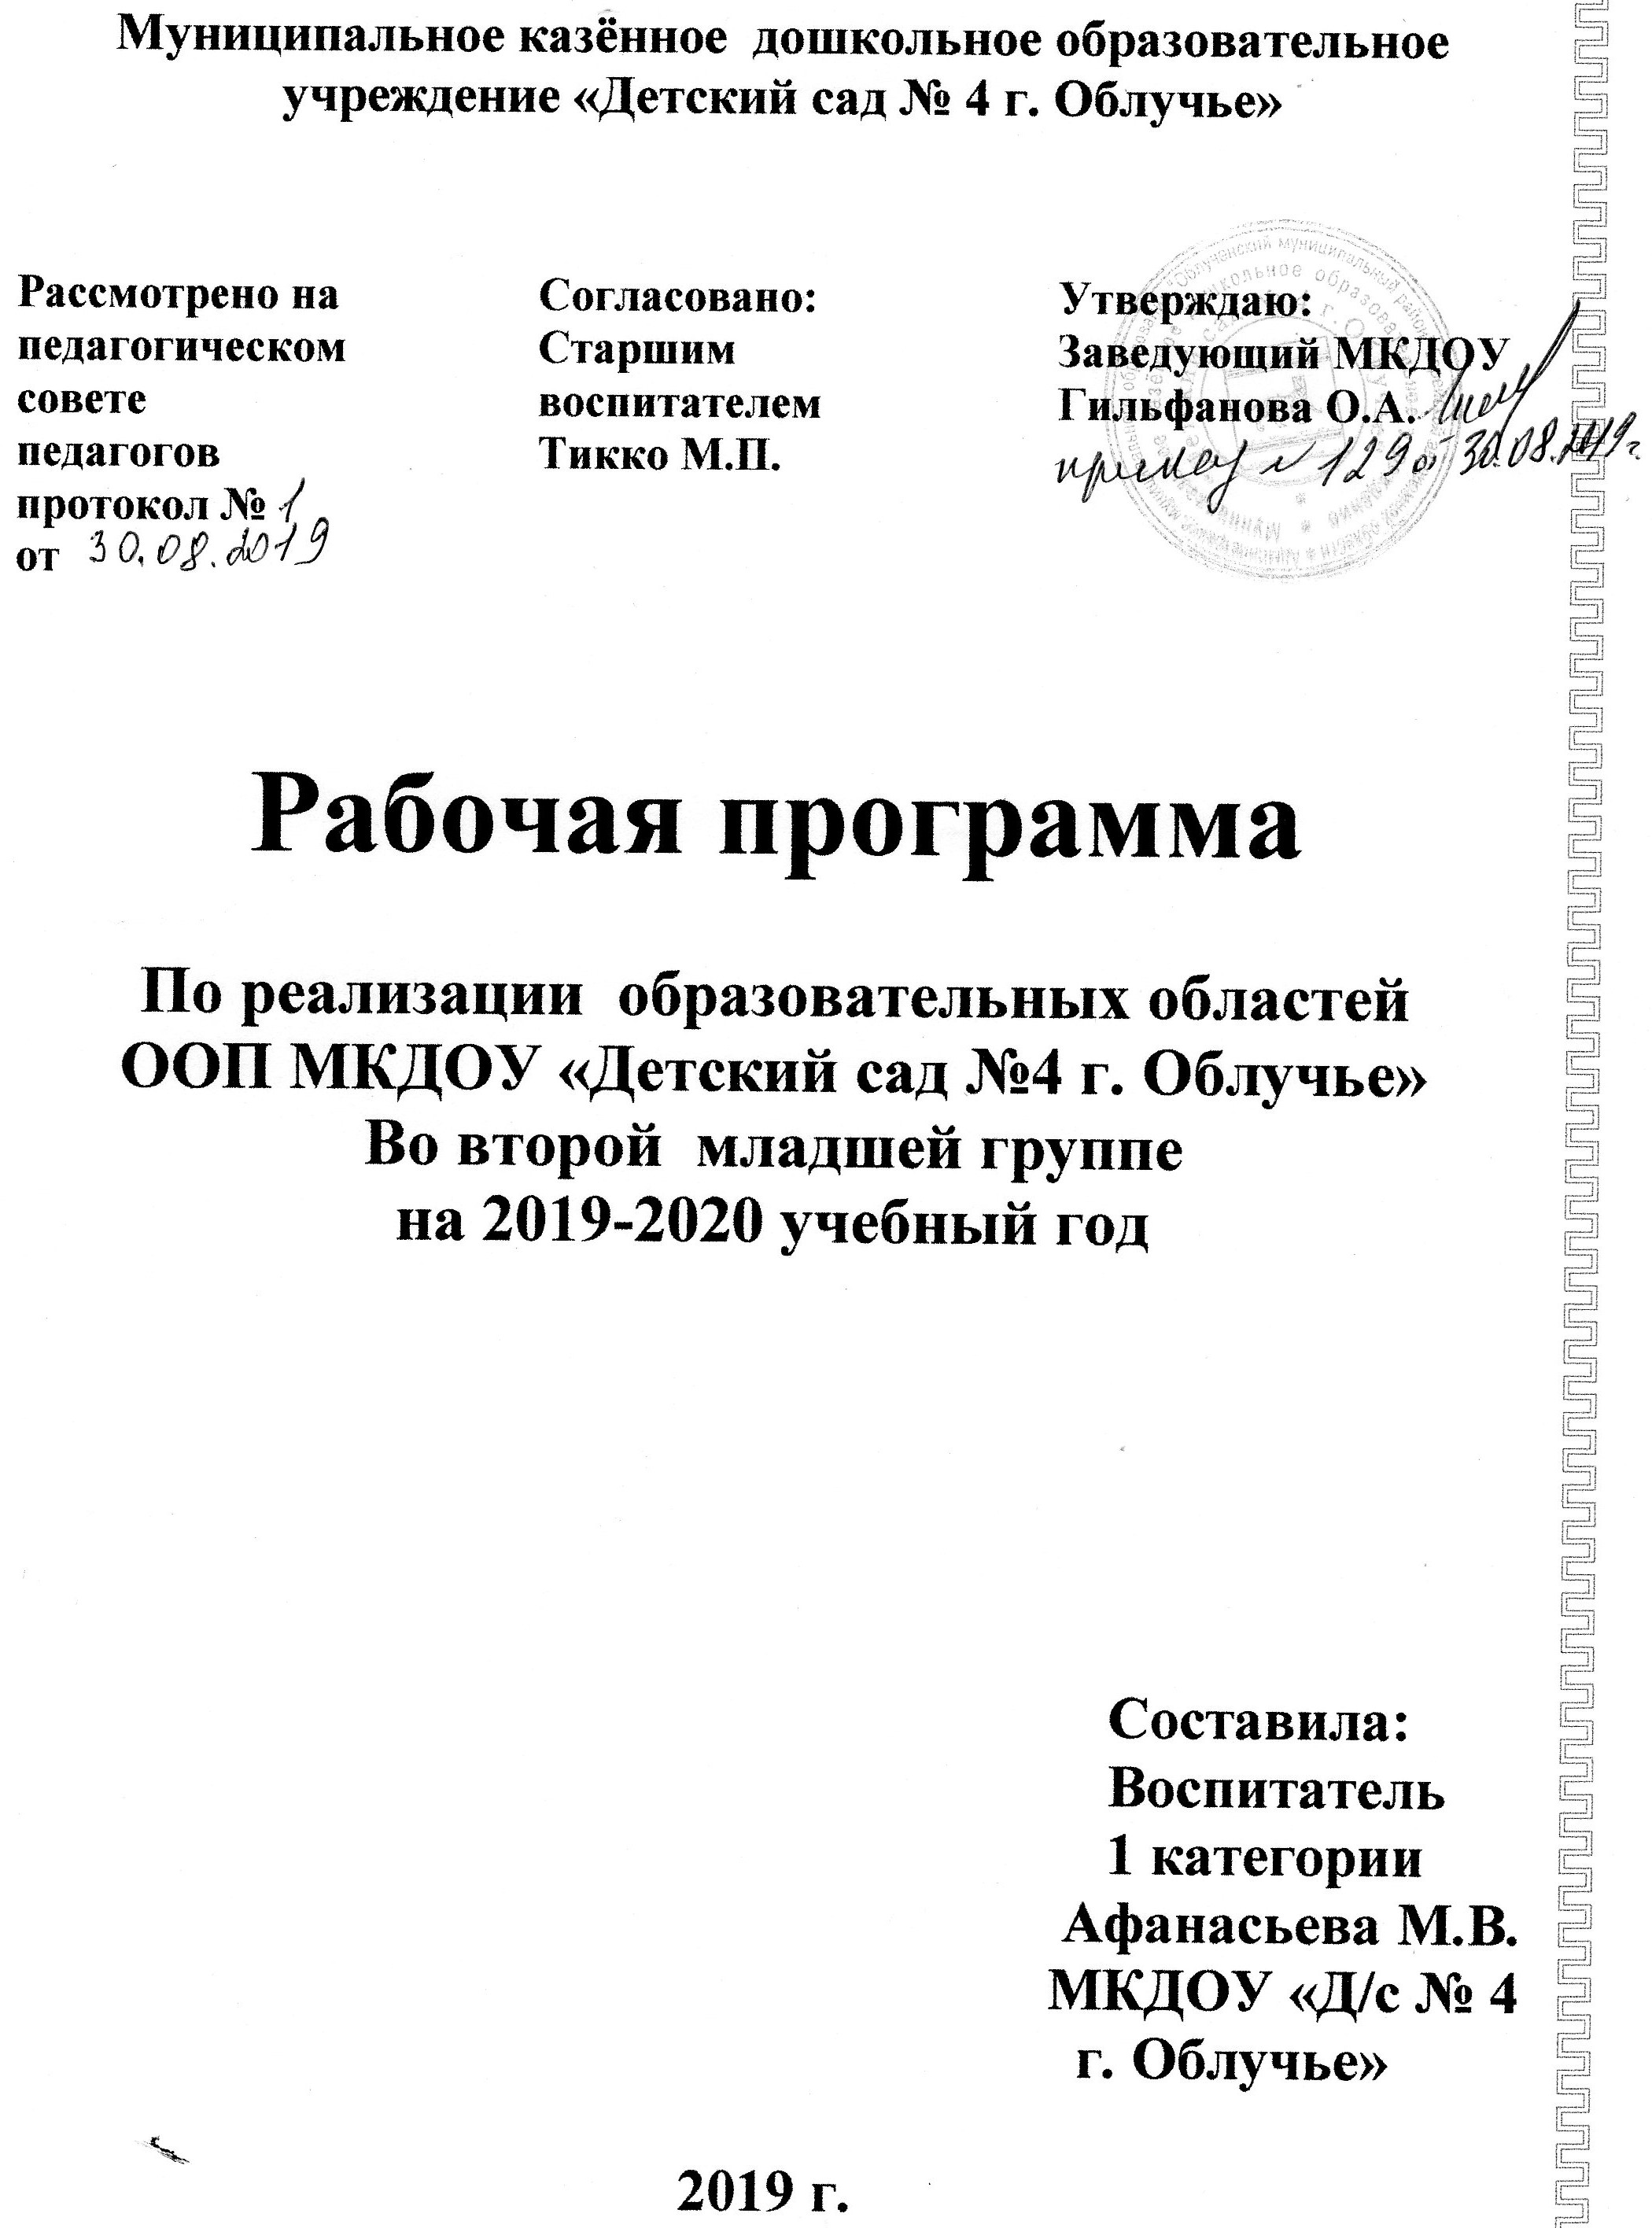 Муниципальное казённое дошкольное образовательное
учреждение «Детский сад № 4 г. Облучье»
Рассмотрено на
педагогическом
совете
педагогов
протокол № 1
от 30.08.2019
Согласовано:
Старшим
воспитателем
Тикко М.П.
Утверждаю:
Заведующий МКДОУ
Гильфанова О.А.
приказ № 129 от 30.08.2019г.
Рабочая программа
По реализации образовательных областей
ООП МКДОУ «Детский сад №4 г. Облучье»
Во второй младшей группе
на 2019-2020 учебный год
Составила:
Воспитатель
1 категории
Афанасьева М.В.
МКДОУ «Д/с № 4
г. Облучье»
2019 г.